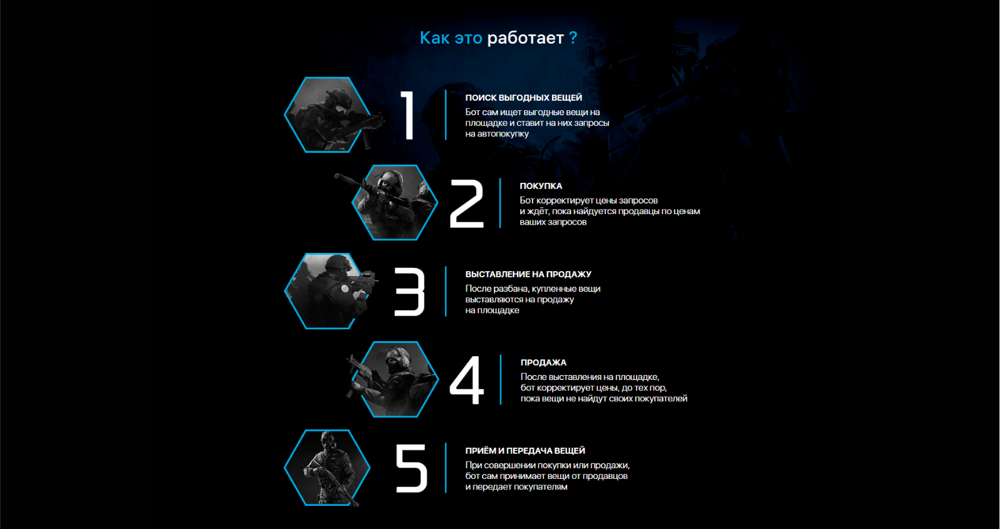 Как это работает ?
1
ПОИСК ВЫГОДНЫХ ВЕЩЕЙ
Бот сам ищет выгодные вещи на
площадке и ставит на них запросы
на автопокупку
2
ПОКУПКА
Бот корректирует цены запросов
и ждёт, пока найдуется продавцы по ценам
ваших запросов
3
ВЫСТАВЛЕНИЕ НА ПРОДАЖУ
После разбана, купленные вещи
выставляются на продажу
на площадке
4
ПРОДАЖА
После выставления на площадке,
бот корректирует цены, до тех пор,
пока вещи не найдут своих покупателей
5
ПРИЁМ И ПЕРЕДАЧА ВЕЩЕЙ
При совершении покупки или продажи,
бот сам принимает вещи от продавцов
и передает покупателям